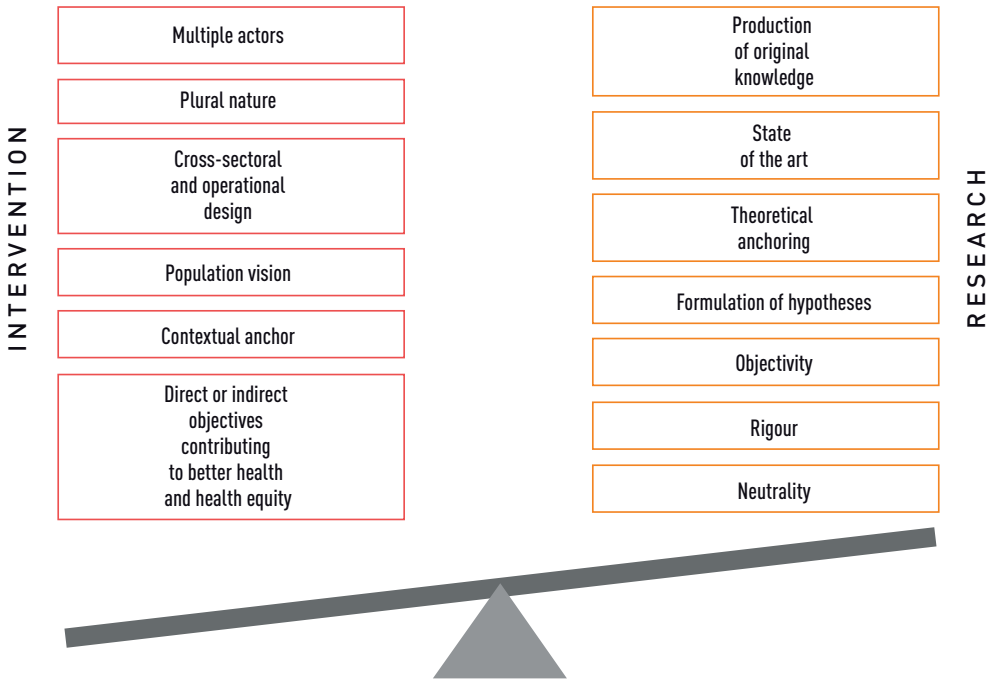 INTERVENTION
Multiple actors
Plural nature
Cross-sectoral
and operational
design
Population vision
Contextual anchor
Direct or indirect
objectives
contributing
to better health
and health equity
Production
of original
knowledge
State
of the art
Theoretical
anchoring
Formulation of hypotheses
Objectivity
Rigour
Neutrality
RESEARCH